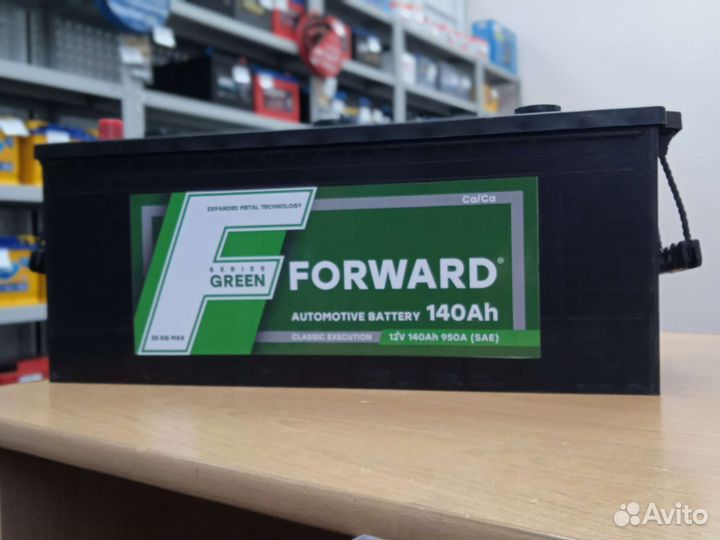 Ca/Ca
EXPANDED METAL TECHNOLOGY
F
SERIES
GREEN
FORWARD®
AUTOMOTIVE BATTERY 140Ah
CLASSIC EXECUTION
12V 140Ah 950A (SAE)
Avito